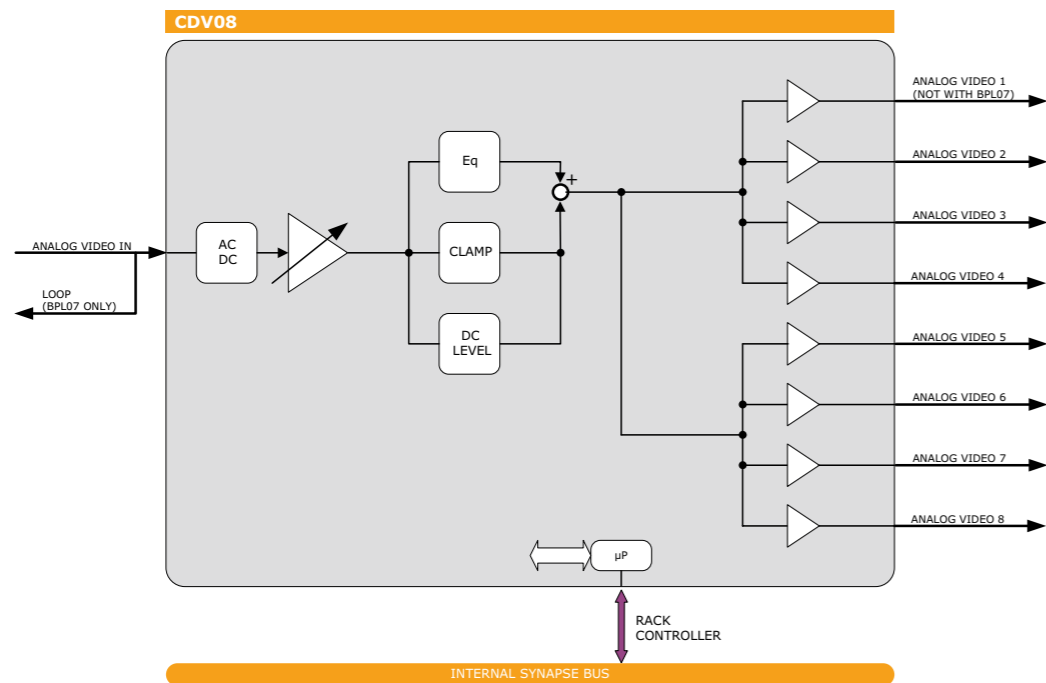 CDV08
ANALOG VIDEO 1
(NOT WITH BPL07)
ANALOG VIDEO 2
Eq
+
ANALOG VIDEO 3
ANALOG VIDEO IN
AC
DC
CLAMP
ANALOG VIDEO 4
LOOP
(BPL07 ONLY)
DC
LEVEL
ANALOG VIDEO 5
ANALOG VIDEO 6
ANALOG VIDEO 7
ANALOG VIDEO 8
µP
RACK
CONTROLLER
INTERNAL SYNAPSE BUS